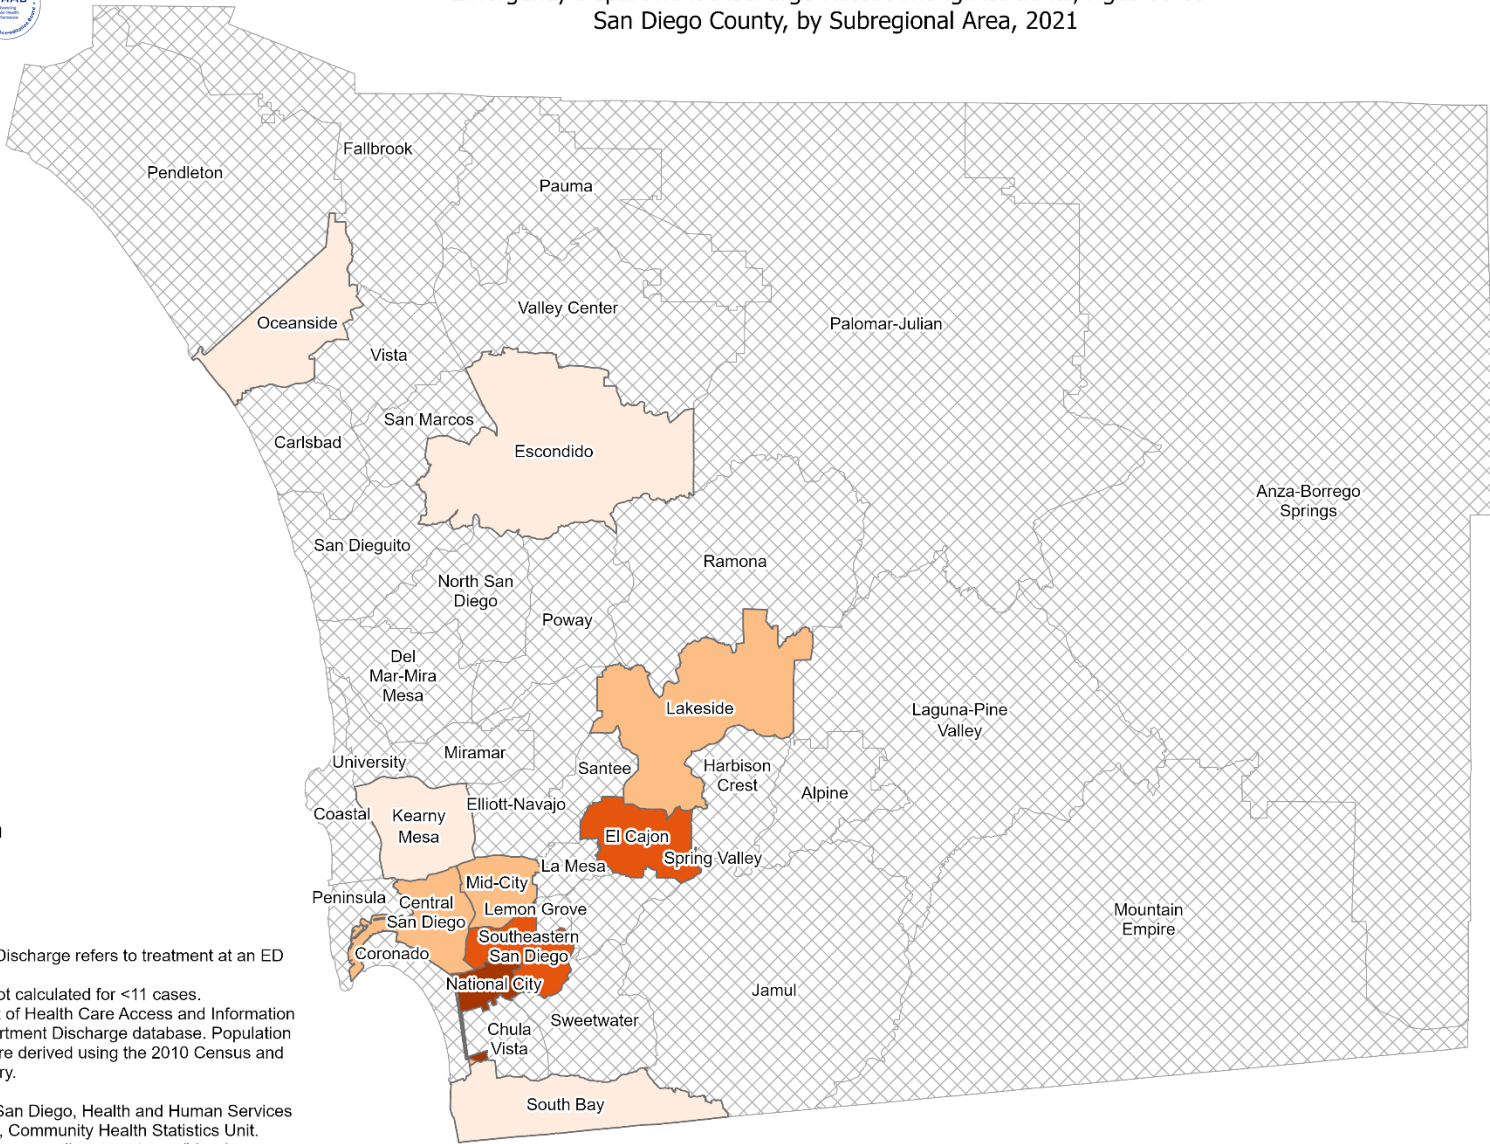 San Diego County, by Subregional Area, 2021
Fallbrook
Pendleton
Pauma
Valley Center
Oceanside
Palomar-Julian
Vista
San Marcos
Carlsbad
Escondido
Anza-Borrego
Springs
San Dieguito
Ramona
North San
Diego
Poway
Del
Mar-Mira
Mesa
Lakeside
Laguna-Pine
Valley
Miramar
University
Santee
Harbison
Crest
Alpine
Elliott-Navajo
Coastal
Kearny
Mesa
El Cajon
Spring Valley
La Mesa
Mid-City
Peninsula
Central
San Diego
Lemon Grove
Mountain
Empire
Southeastern
San Diego
Coronado
National City
Jamul
Sweetwater
Chula
Vista
South Bay
Discharge refers to treatment at an ED
ot calculated for <11 cases.
t of Health Care Access and Information
rtment Discharge database. Population
re derived using the 2010 Census and
ry.
San Diego, Health and Human Services
, Community Health Statistics Unit.